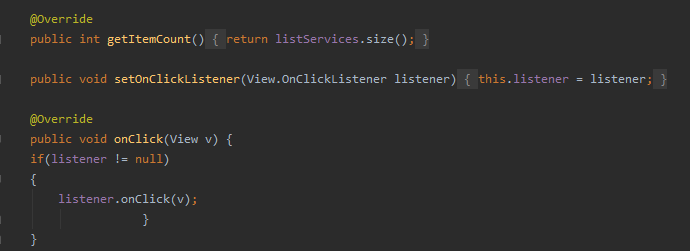 @Override
public int getItemCount() { return listServices.size(); }
public void setOnClickListener(View.OnClickListener listener) { this.listener = listener; }
@Override
public void onClick(View v) {
if(listener != null)
{
listener.onClick(v);
}
}